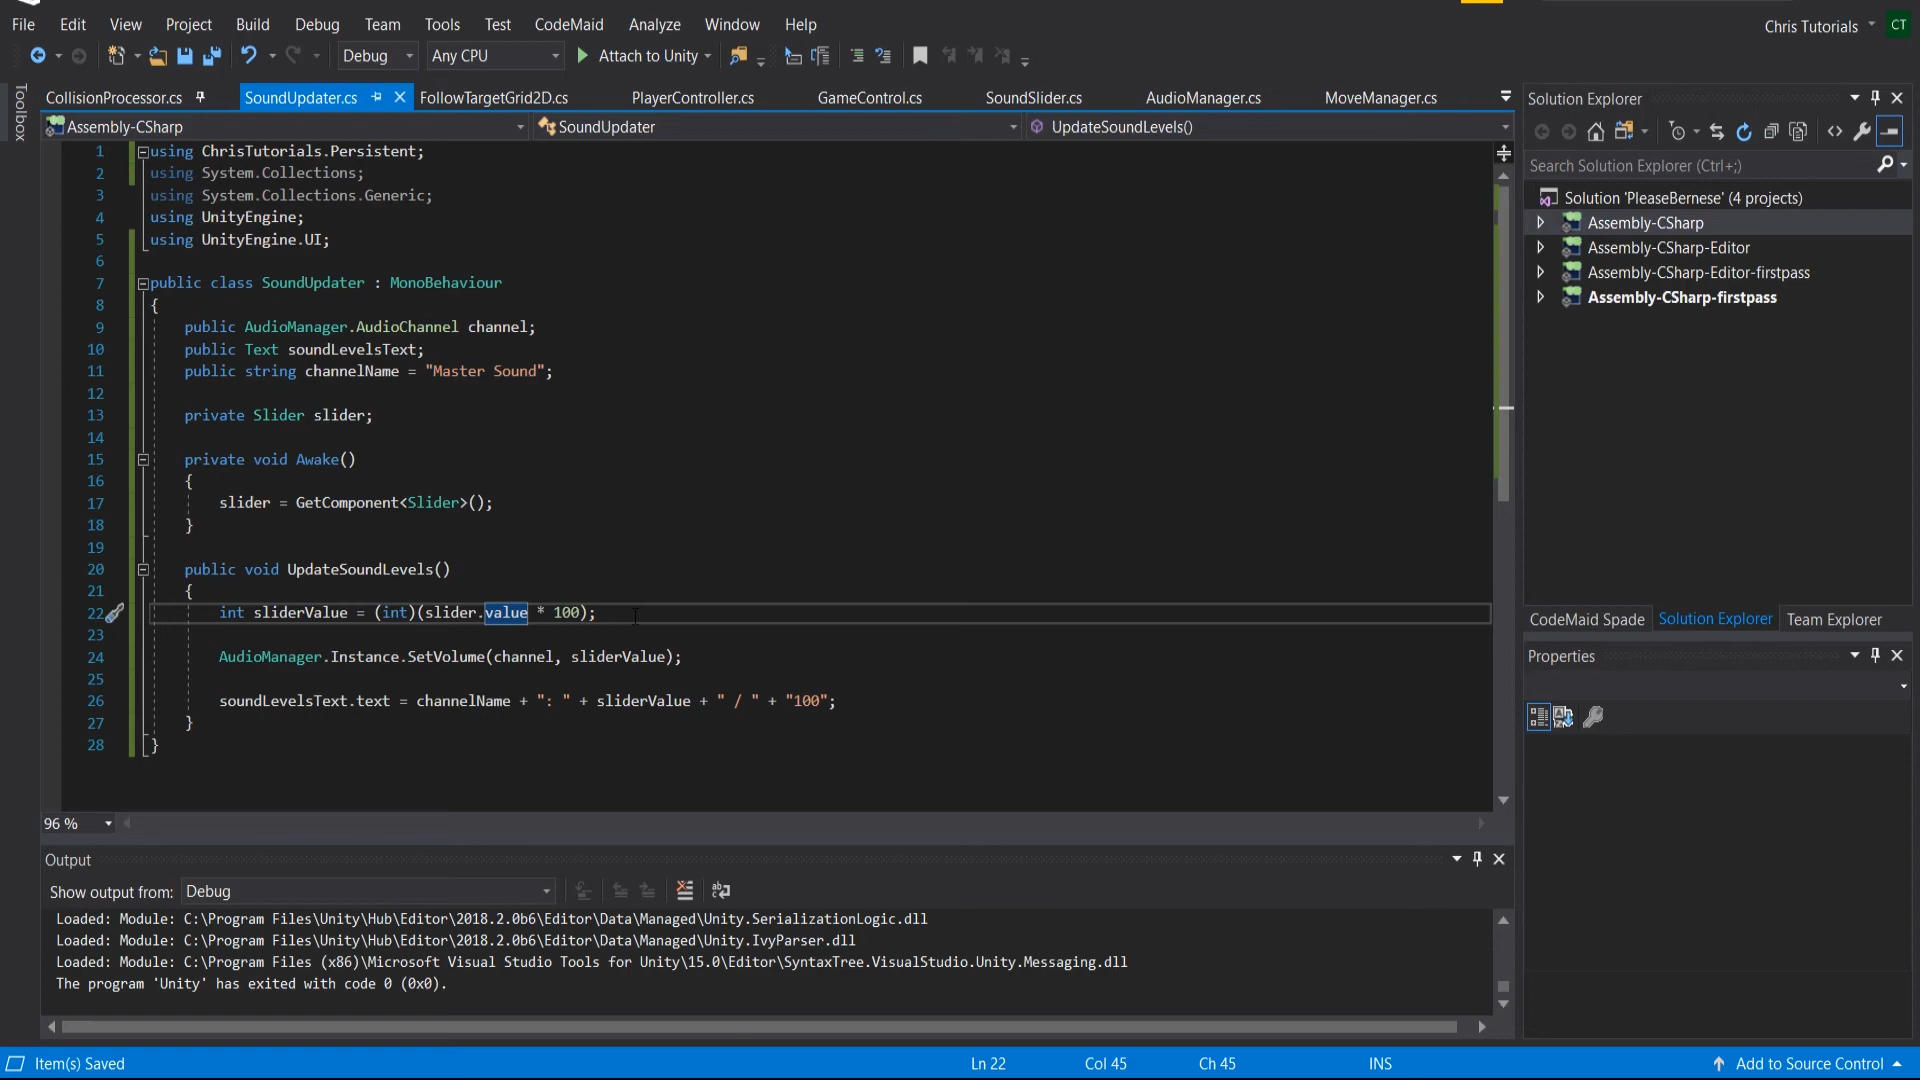 File Edit View Project Build Debug Team Tools Test CodeMaid Analyze Window Help
Chris Tutorials CT
Debug Any CPU Attach to Unity
Toolbox
CollisionProcessor.cs SoundUpdater.cs FollowTargetGrid2D.cs PlayerController.cs GameControl.cs SoundSlider.cs AudioManager.cs MoveManager.cs
Assembly-CSharp SoundUpdater UpdateSoundLevels()
1 using ChrisTutorials.Persistent;
2 using System.Collections;
3 using System.Collections.Generic;
4 using UnityEngine;
5 using UnityEngine.UI;
6
7 public class SoundUpdater : MonoBehaviour
8 {
9 public AudioManager.AudioChannel channel;
10 public Text soundLevelsText;
11 public string channelName = "Master Sound";
12
13 private Slider slider;
14
15 private void Awake()
16 {
17 slider = GetComponent<Slider>();
18 }
19
20 public void UpdateSoundLevels()
21 {
22 int sliderValue = (int)(slider.value * 100);
23
24 AudioManager.Instance.SetVolume(channel, sliderValue);
25
26 soundLevelsText.text = channelName + ": " + sliderValue + " / " + "100";
27 }
28 }
96 %
Output
Show output from: Debug
Loaded: Module: C:\Program Files\Unity\Hub\Editor\2018.2.0b6\Editor\Data\Managed\Unity.SerializationLogic.dll
Loaded: Module: C:\Program Files\Unity\Hub\Editor\2018.2.0b6\Editor\Data\Managed\Unity.IvyParser.dll
Loaded: Module: C:\Program Files (x86)\Microsoft Visual Studio Tools for Unity\15.0\Editor\SyntaxTree.VisualStudio.Unity.Messaging.dll
The program 'Unity' has exited with code 0 (0x0).
Solution Explorer
Search Solution Explorer (Ctrl+;)
Solution 'PleaseBernese' (4 projects)
Assembly-CSharp
Assembly-CSharp-Editor
Assembly-CSharp-Editor-firstpass
Assembly-CSharp-firstpass
CodeMaid Spade Solution Explorer Team Explorer
Properties
Item(s) Saved Ln 22 Col 45 Ch 45 INS Add to Source Control